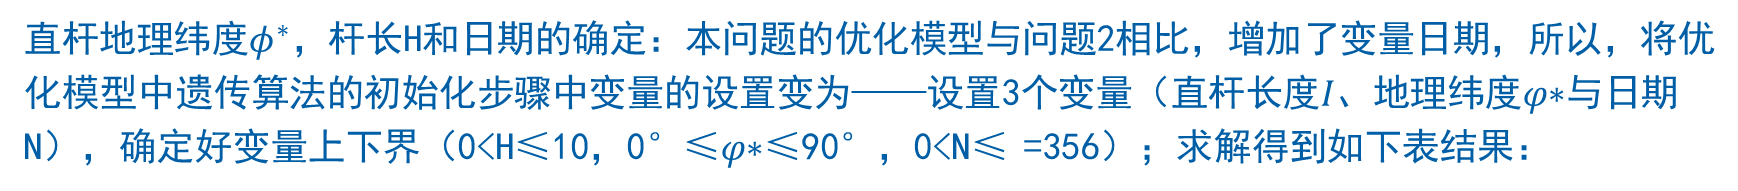 直杆地理纬度ϕ*，杆长H和日期的确定：本问题的优化模型与问题2相比，增加了变量日期，所以，将优
化模型中遗传算法的初始化步骤中变量的设置变为——设置3个变量（直杆长度I、地理纬度φ*与日期
N），确定好变量上下界（0<H≤10，0°≤φ*≤90°，0<N≤ =356）；求解得到如下表结果：